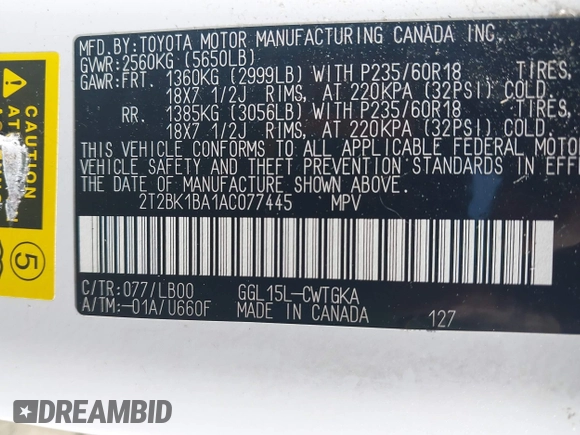 MFD.BY:TOYOTA MOTOR MANUFACTURING CANADA INC.
GVWR:2560KG (5650LB)
GAWR:FRT. 1360KG (2999LB) WITH P235/60R18 TIRES,
18X7 1/2J RIMS, AT 220KPA (32PSI) COLD.
RR. 1385KG (3056LB) WITH P235/60R18 TIRES,
18X7 1/2J RIMS, AT 220KPA (32PSI) COLD.
THIS VEHICLE CONFORMS TO ALL APPLICABLE FEDERAL MOTOR
VEHICLE SAFETY AND THEFT PREVENTION STANDARDS IN EFFE
THE DATE OF MANUFACTURE SHOWN ABOVE.
2T2BK1BA1AC077445 MPV
C/TR:077/LB00 GGL15L-CWTGKA
A/TM:-01A/U660F MADE IN CANADA 127
CAUTION
5
DREAMBID